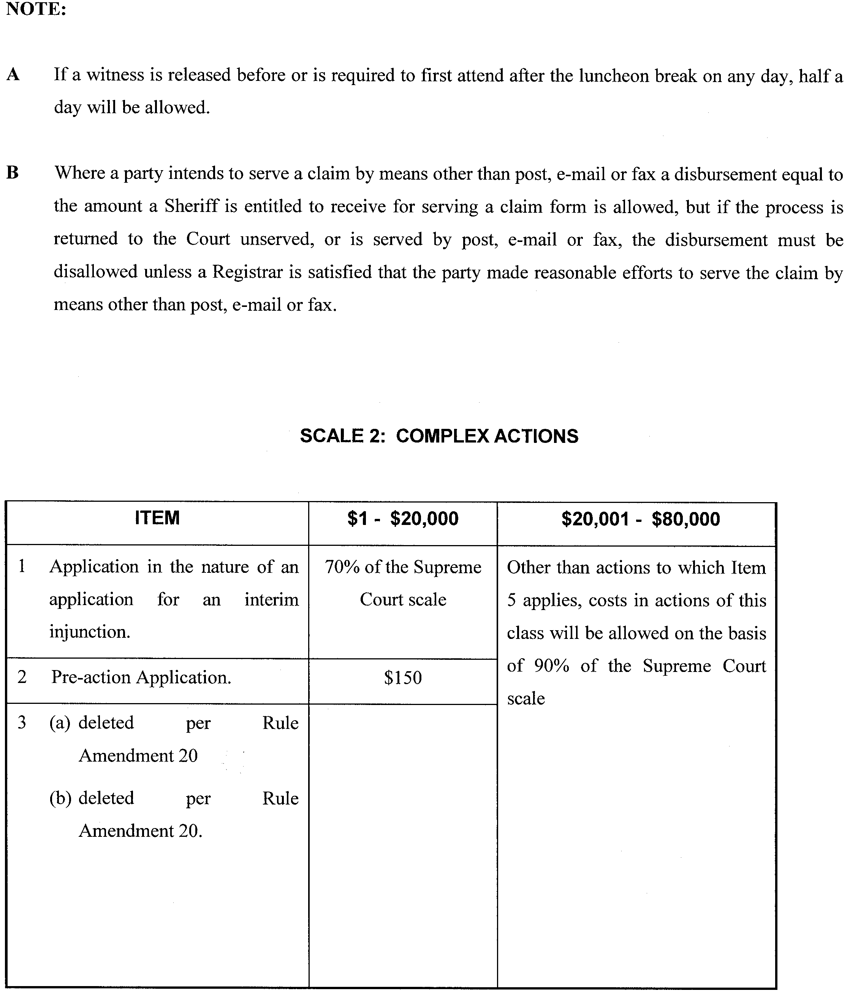 NOTE:
A If a witness is released before or is required to first attend after the luncheon break on any day, half a
day will be allowed.
B Where a party intends to serve a claim by means other than post, e-mail or fax a disbursement equal to
the amount a Sheriff is entitled to receive for serving a claim form is allowed, but if the process is
returned to the Court unserved, or is served by post, e-mail or fax, the disbursement must be
disallowed unless a Registrar is satisfied that the party made reasonable efforts to serve the claim by
means other than post, e-mail or fax.
SCALE 2: COMPLEX ACTIONS
ITEM
$1 - $20,000
$20,001 - $80,000
1 Application in the nature of an
application for an interim
injunction.
70% of the Supreme
Court scale
Other than actions to which Item
5 applies, costs in actions of this
class will be allowed on the basis
of 90% of the Supreme Court
scale
2 Pre-action Application.
$150
3 (a) deleted per Rule
Amendment 20
(b) deleted per Rule
Amendment 20.